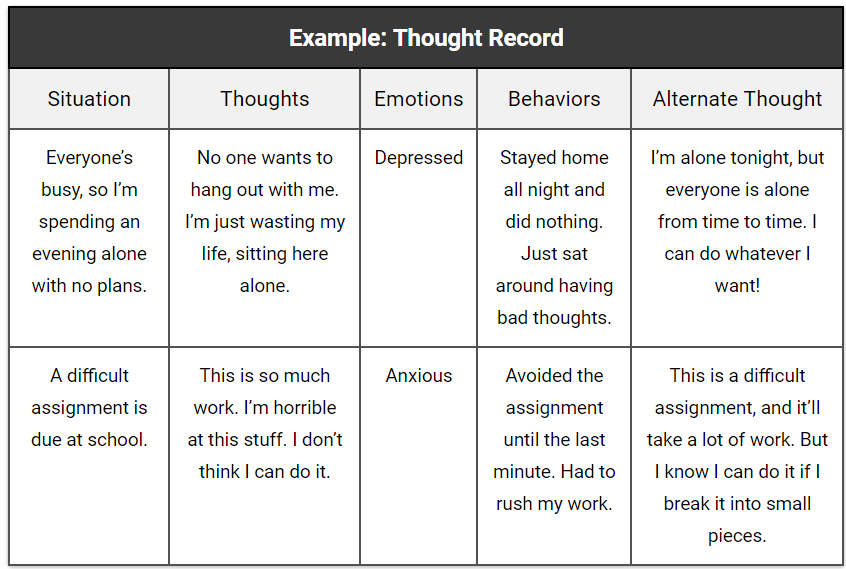 Example: Thought Record
Situation
Thoughts
Emotions
Behaviors
Alternate Thought
Everyone’s
busy, so I’m
spending an
evening alone
with no plans.
No one wants to
hang out with me.
I’m just wasting my
life, sitting here
alone.
Depressed
Stayed home
all night and
did nothing.
Just sat
around having
bad thoughts.
I’m alone tonight, but
everyone is alone
from time to time. I
can do whatever I
want!
A difficult
assignment is
due at school.
This is so much
work. I’m horrible
at this stuff. I don’t
think I can do it.
Anxious
Avoided the
assignment
until the last
minute. Had to
rush my work.
This is a difficult
assignment, and it’ll
take a lot of work. But
I know I can do it if I
break it into small
pieces.